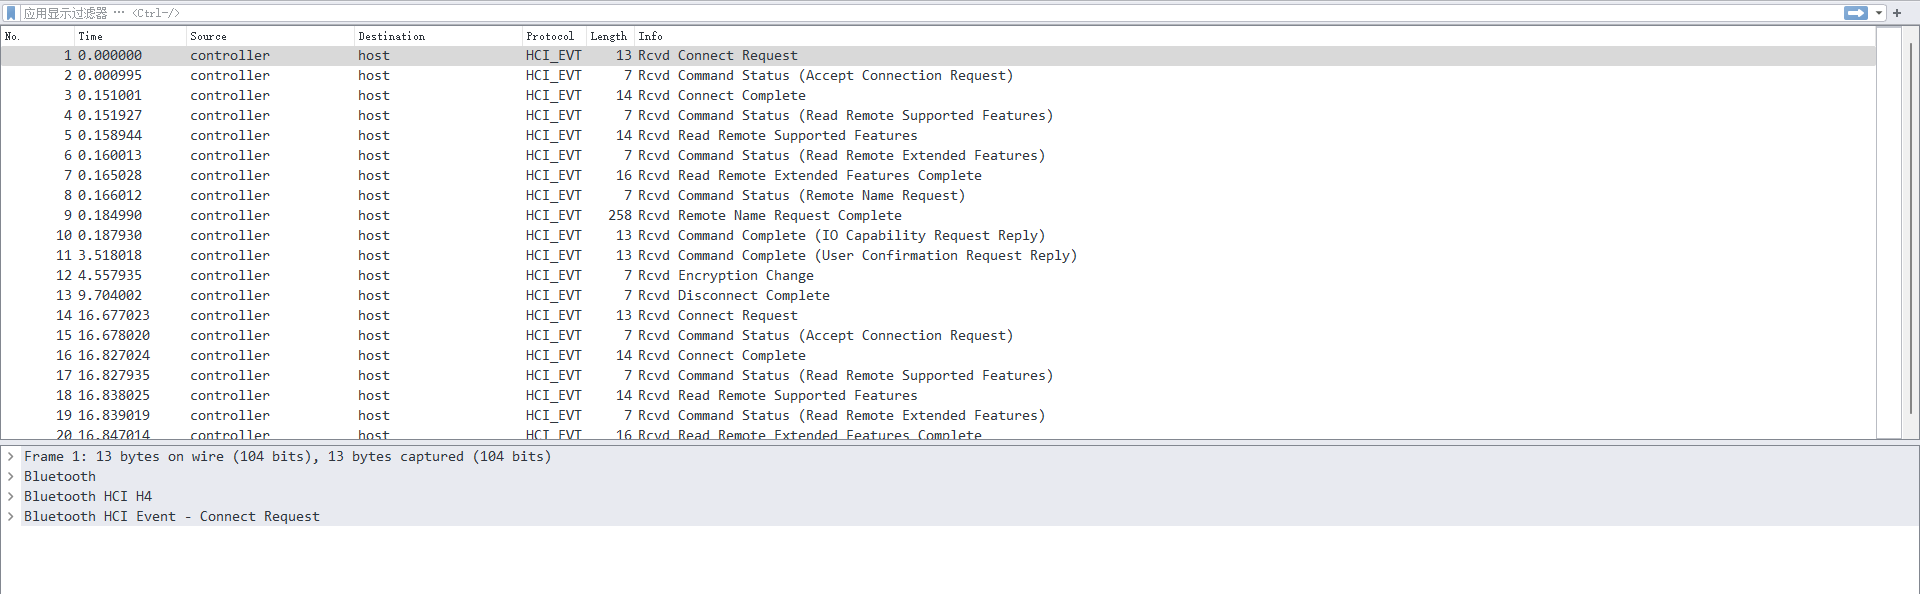 应用显示过滤器 … <Ctrl-/>
No. Time Source Destination Protocol Length Info
1 0.000000 controller host HCI_EVT 13 Rcvd Connect Request
2 0.000995 controller host HCI_EVT 7 Rcvd Command Status (Accept Connection Request)
3 0.151001 controller host HCI_EVT 14 Rcvd Connect Complete
4 0.151927 controller host HCI_EVT 7 Rcvd Command Status (Read Remote Supported Features)
5 0.158944 controller host HCI_EVT 14 Rcvd Read Remote Supported Features
6 0.160013 controller host HCI_EVT 7 Rcvd Command Status (Read Remote Extended Features)
7 0.165028 controller host HCI_EVT 16 Rcvd Read Remote Extended Features Complete
8 0.166012 controller host HCI_EVT 7 Rcvd Command Status (Remote Name Request)
9 0.184990 controller host HCI_EVT 258 Rcvd Remote Name Request Complete
10 0.187930 controller host HCI_EVT 13 Rcvd Command Complete (IO Capability Request Reply)
11 3.518018 controller host HCI_EVT 13 Rcvd Command Complete (User Confirmation Request Reply)
12 4.557935 controller host HCI_EVT 7 Rcvd Encryption Change
13 9.704002 controller host HCI_EVT 7 Rcvd Disconnect Complete
14 16.677023 controller host HCI_EVT 13 Rcvd Connect Request
15 16.678020 controller host HCI_EVT 7 Rcvd Command Status (Accept Connection Request)
16 16.827024 controller host HCI_EVT 14 Rcvd Connect Complete
17 16.827935 controller host HCI_EVT 7 Rcvd Command Status (Read Remote Supported Features)
18 16.838025 controller host HCI_EVT 14 Rcvd Read Remote Supported Features
19 16.839019 controller host HCI_EVT 7 Rcvd Command Status (Read Remote Extended Features)
20 16.847014 controller host HCI_EVT 16 Rcvd Read Remote Extended Features Complete
Frame 1: 13 bytes on wire (104 bits), 13 bytes captured (104 bits)
Bluetooth
Bluetooth HCI H4
Bluetooth HCI Event - Connect Request